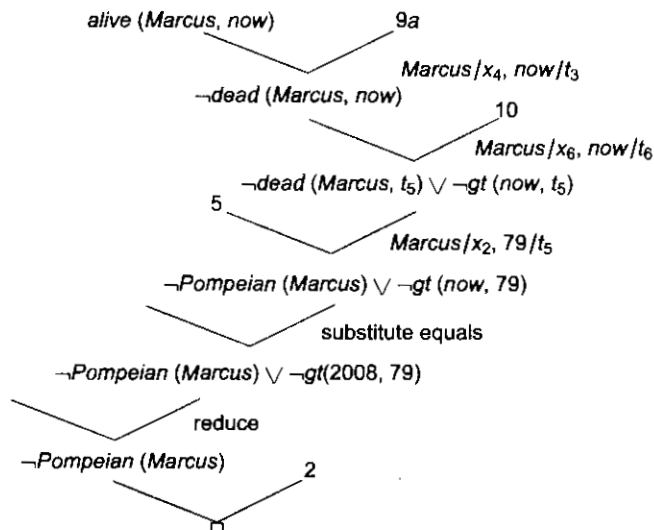 alive (Marcus, now) 9a
Marcus/x₄, now/t₃
¬dead (Marcus, now) 10
Marcus/x₆, now/t₆
¬dead (Marcus, t₅) ∨ ¬gt (now, t₅)
5
Marcus/x₂, 79/t₅
¬Pompeian (Marcus) ∨ ¬gt (now, 79)
substitute equals
¬Pompeian (Marcus) ∨ ¬gt(2008, 79)
reduce
¬Pompeian (Marcus) 2